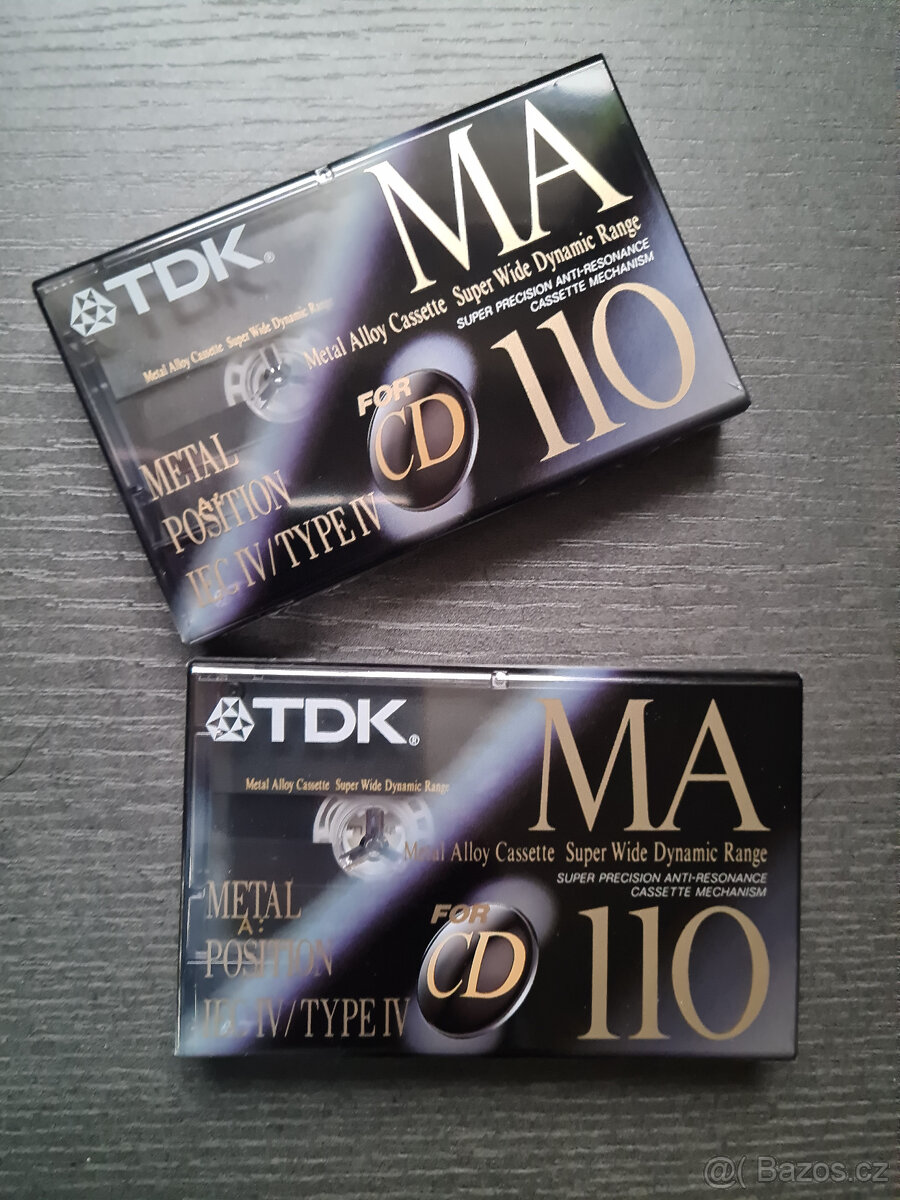 TDK®
MA
Metal Alloy Cassette Super Wide Dynamic Range
Metal Alloy Cassette Super Wide Dynamic Range
SUPER PRECISION ANTI-RESONANCE
CASSETTE MECHANISM
110
FOR
CD
METAL
A:
POSITION
IEC IV/TYPE IV
TDK®
MA
Metal Alloy Cassette Super Wide Dynamic Range
Metal Alloy Cassette Super Wide Dynamic Range
SUPER PRECISION ANTI-RESONANCE
CASSETTE MECHANISM
110
FOR
CD
METAL
A:
POSITION
IEC IV/TYPE IV
@( Bazos.cz